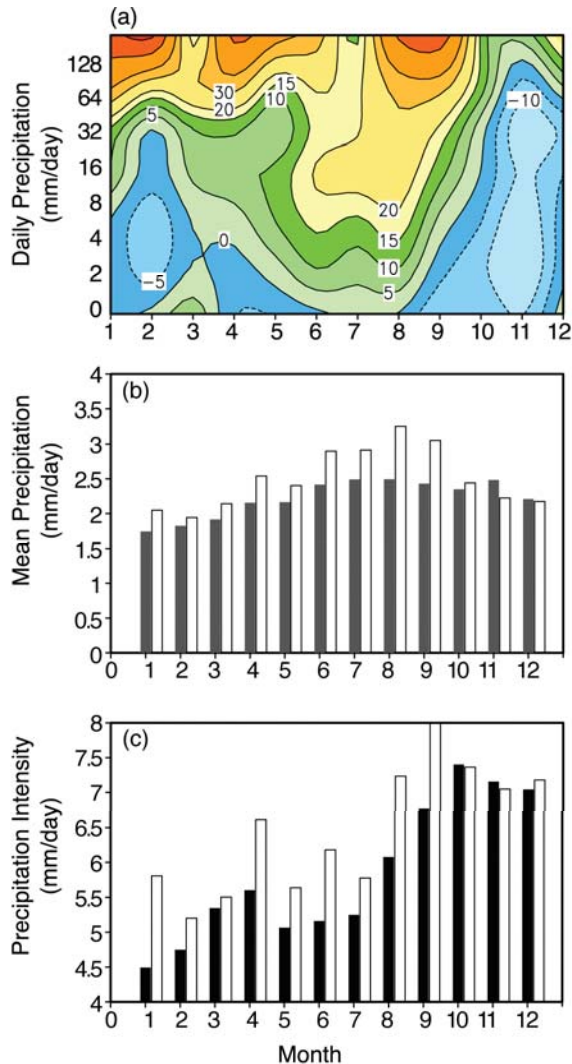 (a)
Daily Precipitation
(mm/day)
128
64
32
16
8
4
2
0
5
30
20
15
10
-10
0
-5
20
15
10
5
1 2 3 4 5 6 7 8 9 10 11 12
(b)
Mean Precipitation
(mm/day)
4
3.5
3
2.5
2
1.5
1
0.5
0
0 1 2 3 4 5 6 7 8 9 10 11 12
(c)
Precipitation Intensity
(mm/day)
8
7.5
7
6.5
6
5.5
5
4.5
4
0 1 2 3 4 5 6 7 8 9 10 11 12
Month